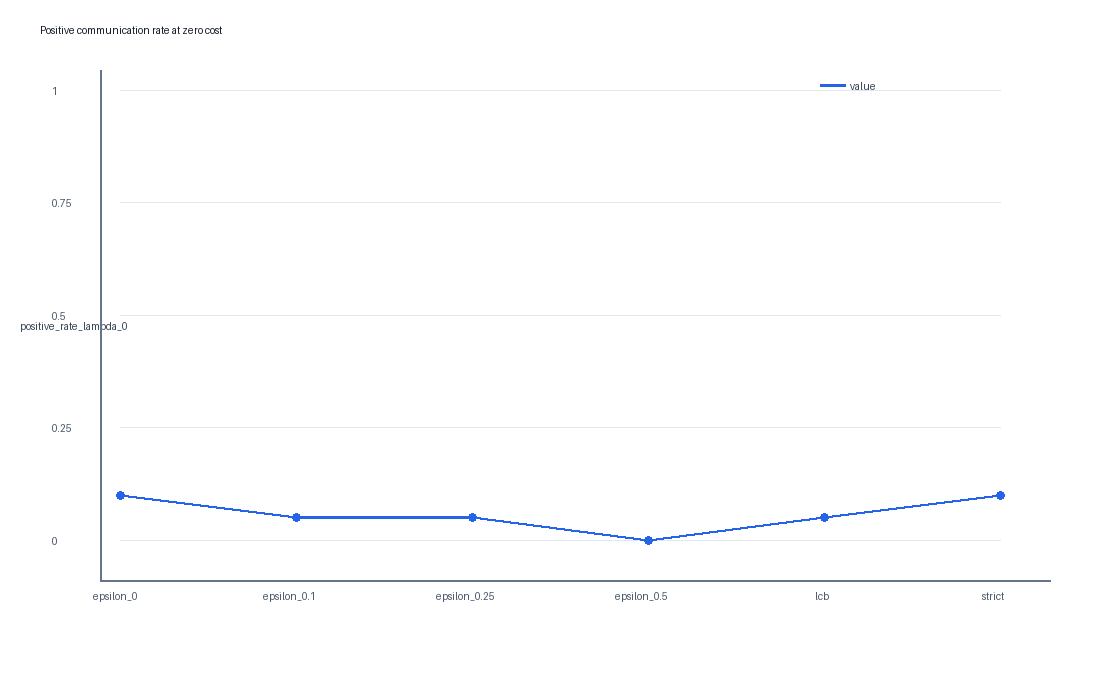 Positive communication rate at zero cost
value
1
0.75
0.5
positive_rate_lambda_0
0.25
0
epsilon_0
epsilon_0.1
epsilon_0.25
epsilon_0.5
lcb
strict